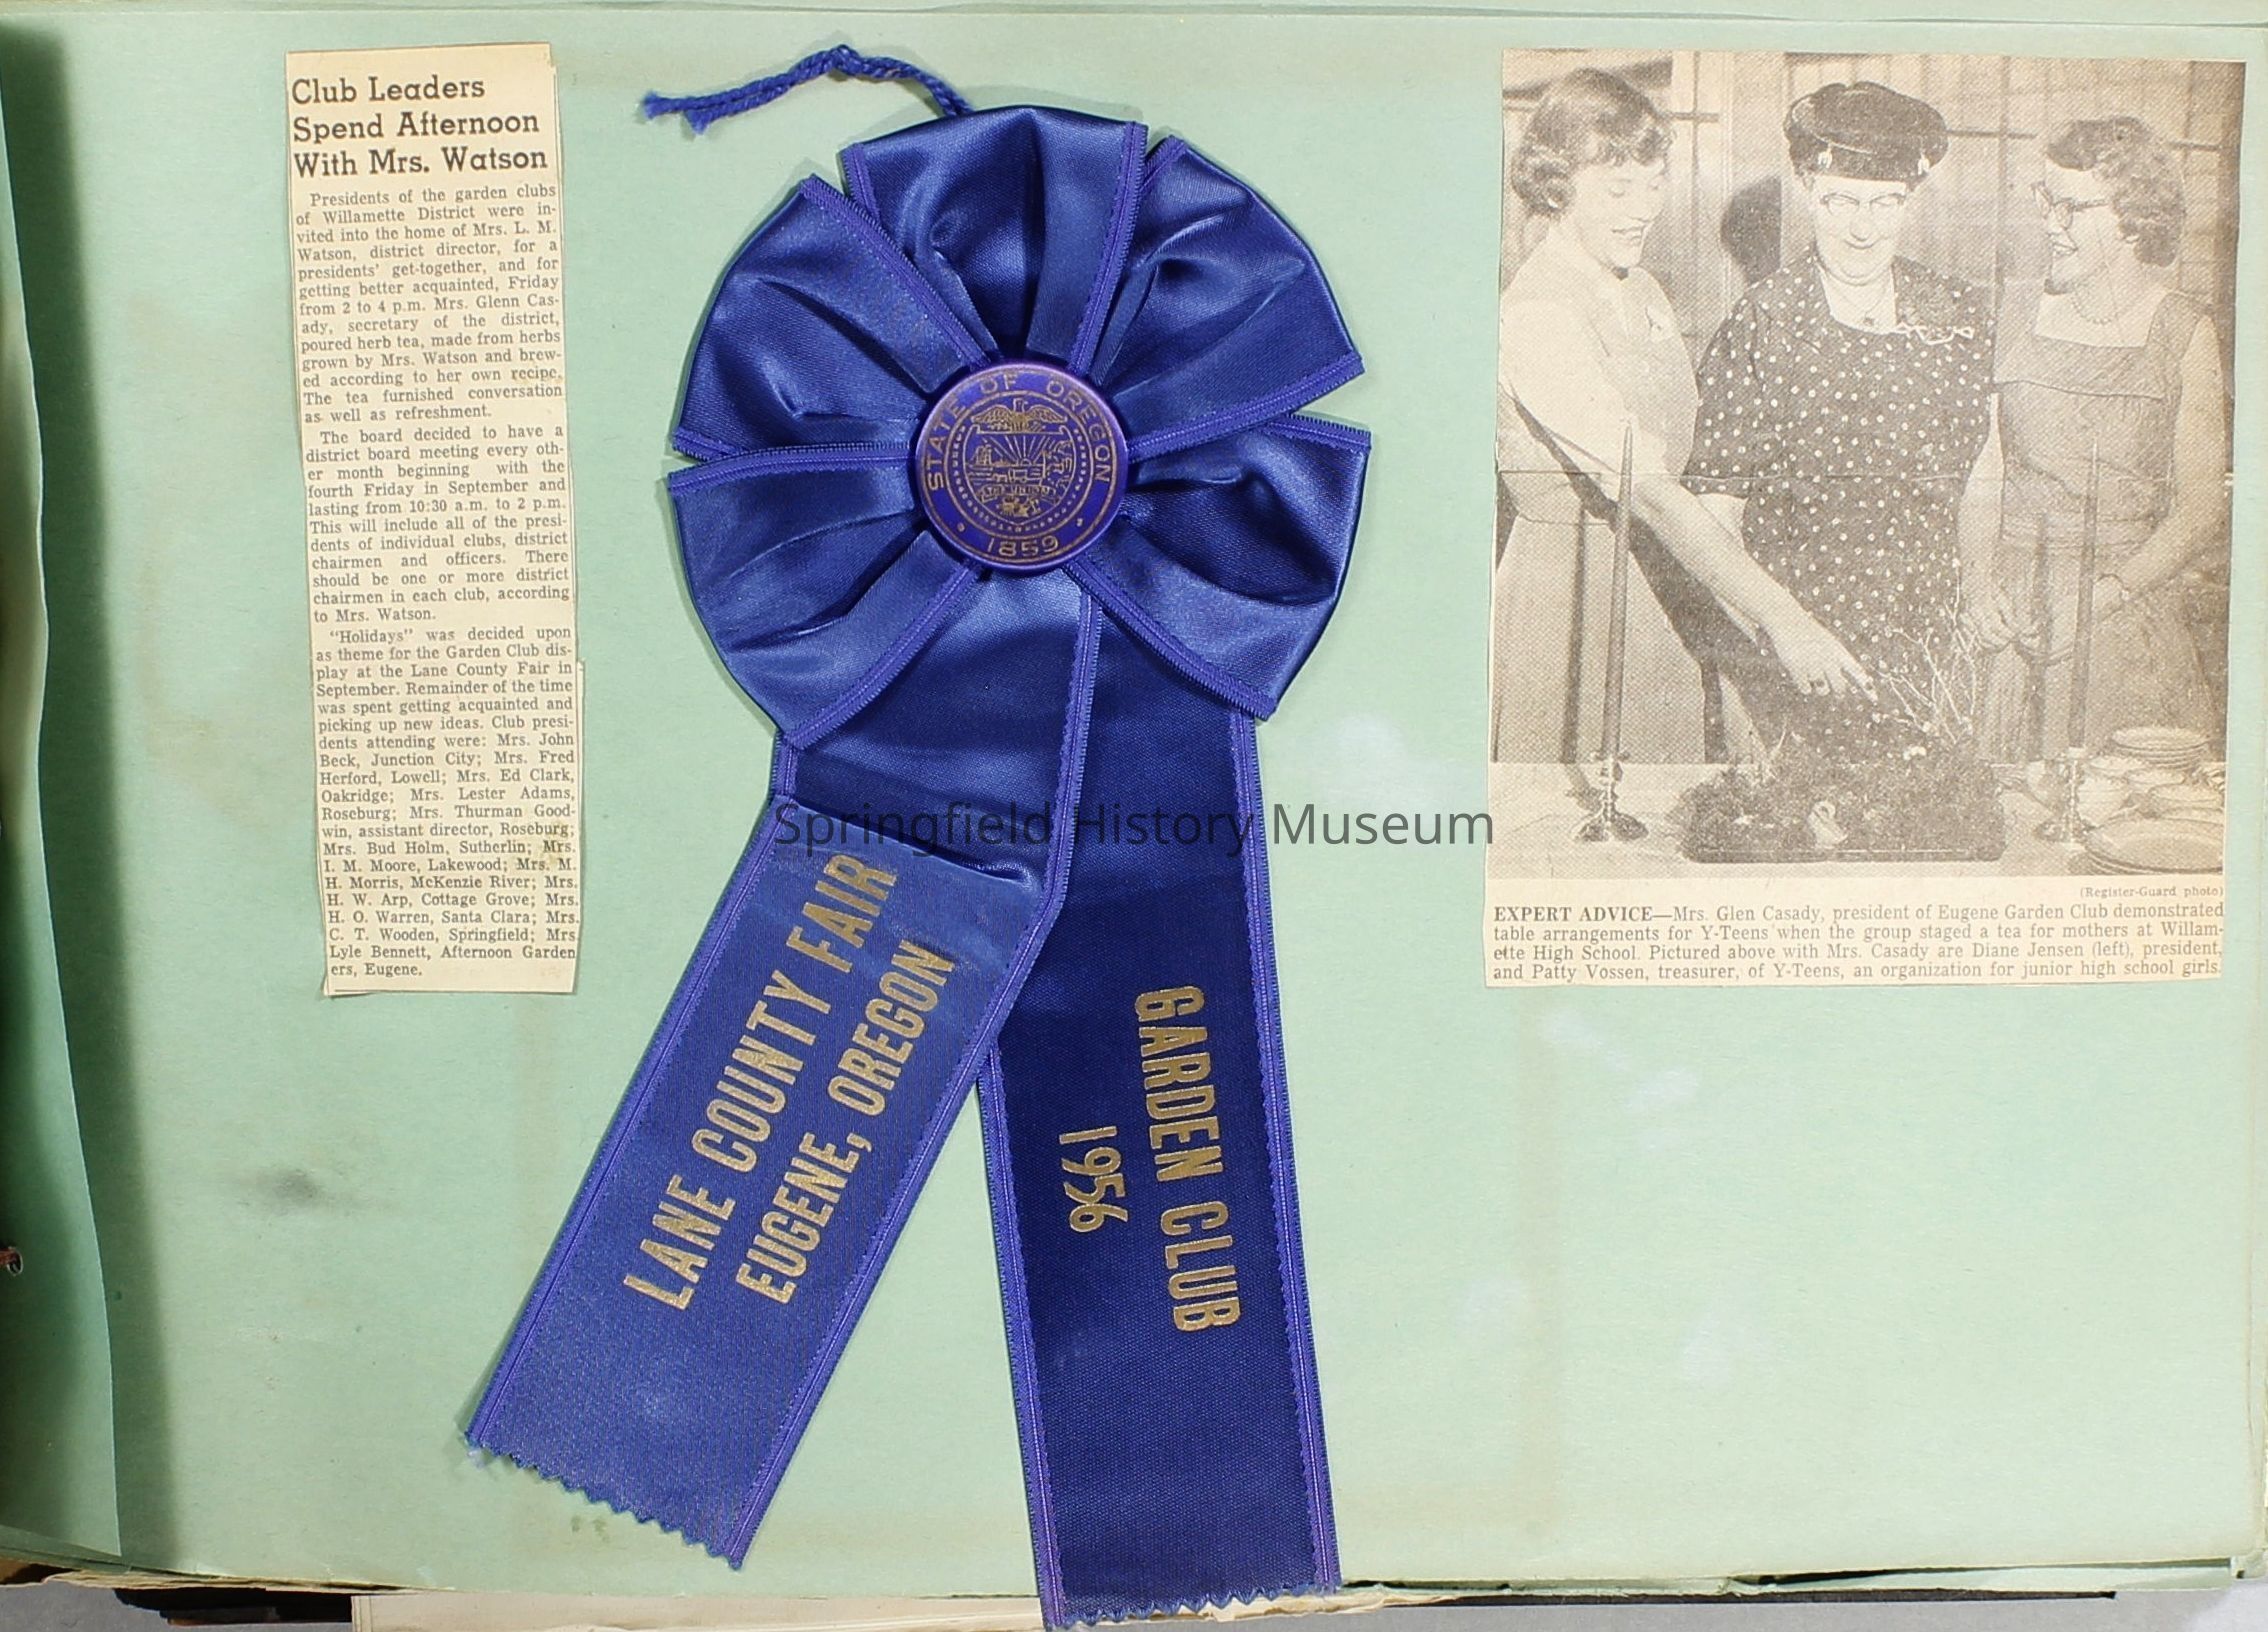 Club Leaders
Spend Afternoon
With Mrs. Watson
Presidents of the garden clubs
of Willamette District were in-
vited into the home of Mrs. L. M.
Watson, district director, for a
presidents' get-together, and for
getting better acquainted, Friday
from 2 to 4 p.m. Mrs. Glenn Cas-
ady, secretary of the district,
poured herb tea, made from herbs
grown by Mrs. Watson and brew-
ed according to her own recipe.
The tea furnished conversation
as well as refreshment.
The board decided to have a
district board meeting every oth-
er month beginning with the
fourth Friday in September and
lasting from 10:30 a.m. to 2 p.m.
This will include all of the presi-
dents of individual clubs, district
chairmen and officers. There
should be one or more district
chairmen in each club, according
to Mrs. Watson.
"Holidays" was decided upon
as theme for the Garden Club dis-
play at the Lane County Fair in
September. Remainder of the time
was spent getting acquainted and
picking up new ideas. Club presi-
dents attending were: Mrs. John
Beck, Junction City; Mrs. Fred
Herford, Lowell; Mrs. Ed Clark,
Oakridge; Mrs. Lester Adams,
Roseburg; Mrs. Thurman Good-
win, assistant director, Roseburg;
Mrs. Bud Holm, Sutherlin; Mrs.
I. M. Moore, Lakewood; Mrs. M.
H. Morris, McKenzie River; Mrs.
H. W. Arp, Cottage Grove; Mrs.
H. O. Warren, Santa Clara; Mrs.
C. T. Wooden, Springfield; Mrs
Lyle Bennett, Afternoon Garden
ers, Eugene.
STATE OF OREGON
THE UNION
1859
Springfield History Museum
LANE COUNTY FAIR
EUGENE, OREGON
GARDEN CLUB
1956
(Register-Guard photo)
EXPERT ADVICE—Mrs. Glen Casady, president of Eugene Garden Club demonstrated
table arrangements for Y-Teens when the group staged a tea for mothers at Willam-
ette High School. Pictured above with Mrs. Casady are Diane Jensen (left), president,
and Patty Vossen, treasurer, of Y-Teens, an organization for junior high school girls.